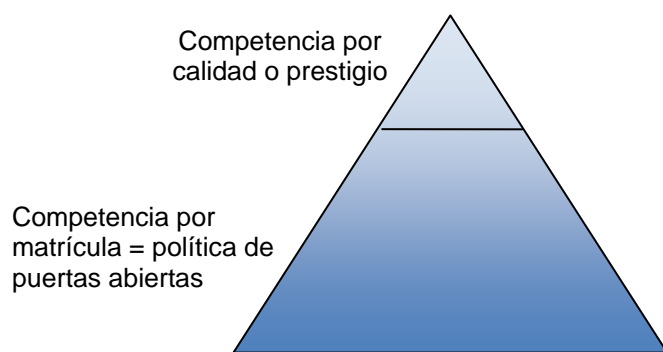 Competencia por
calidad o prestigio
Competencia por
matrícula = política de
puertas abiertas